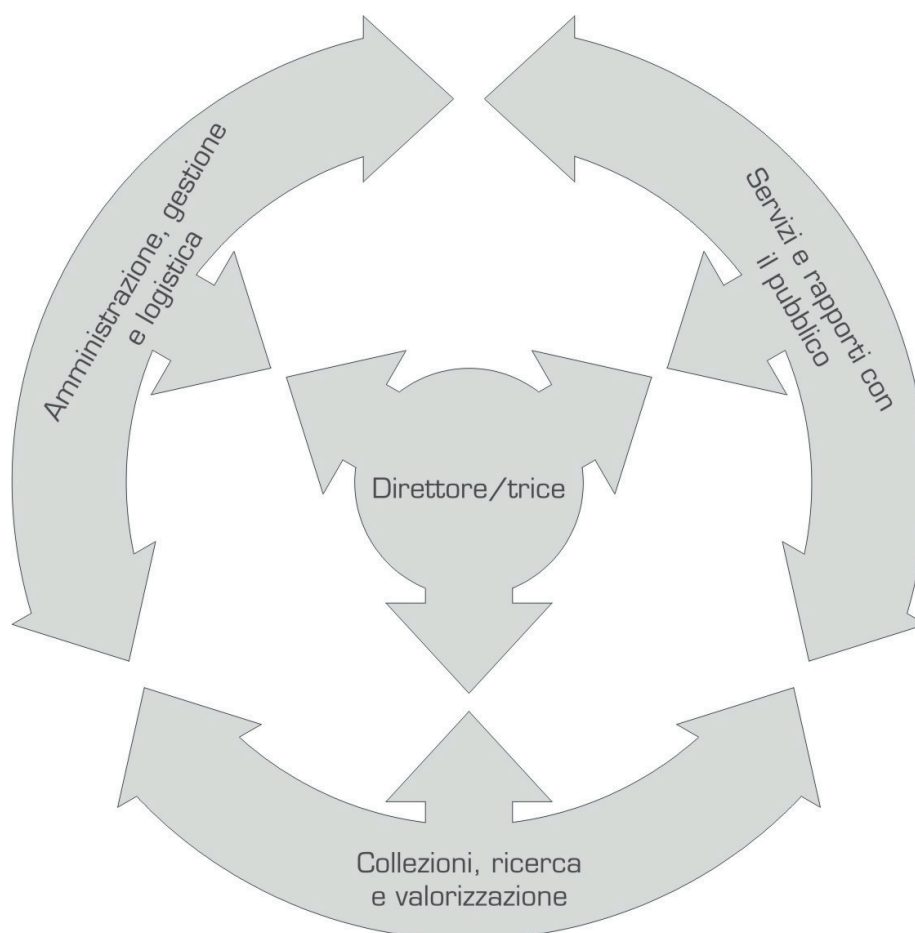 Amministrazione, gestione
e logistica
Servizi e rapporti con
il pubblico
Direttore/trice
Collezioni, ricerca
e valorizzazione